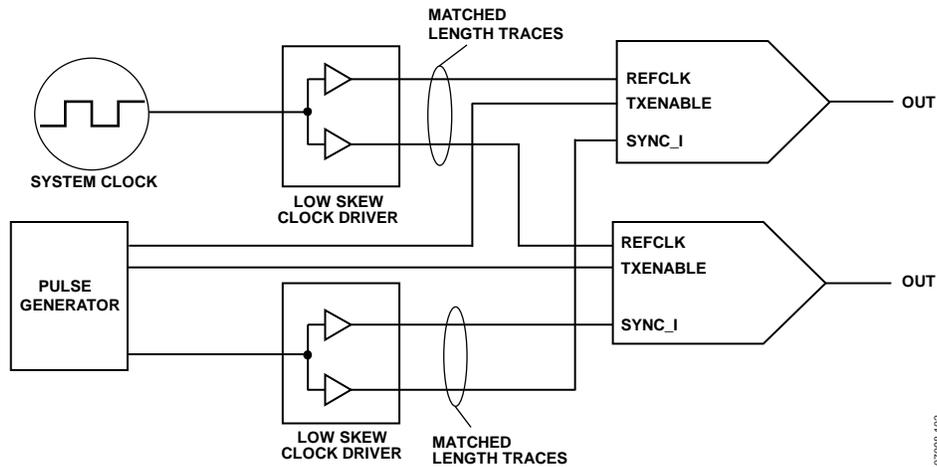 MATCHED
LENGTH TRACES
REFCLK
TXENABLE
SYNC_I
OUT
SYSTEM CLOCK
LOW SKEW
CLOCK DRIVER
PULSE
GENERATOR
REFCLK
TXENABLE
SYNC_I
OUT
LOW SKEW
CLOCK DRIVER
MATCHED
LENGTH TRACES